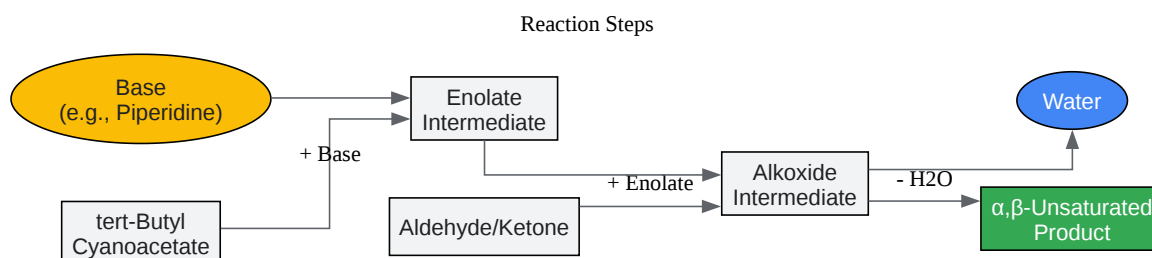 Reaction Steps
Base
(e.g., Piperidine)
Enolate
Intermediate
Water
+ Base
Alkoxide
Intermediate
+ Enolate
- H2O
tert-Butyl
Cyanoacetate
Aldehyde/Ketone
α,β-Unsaturated
Product